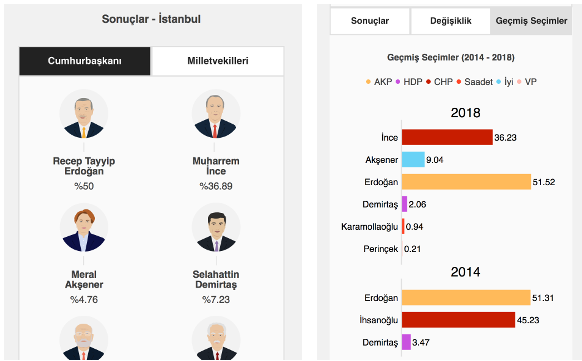 Sonuçlar - İstanbul
Cumhurbaşkanı
Milletvekilleri
Recep Tayyip
Erdoğan
%50
Muharrem
İnce
%36.89
Meral
Akşener
%4.76
Selahattin
Demirtaş
%7.23
Sonuçlar
Değişiklik
Geçmiş Seçimler
Geçmiş Seçimler (2014 - 2018)
AKP HDP CHP Saadet İyi VP
2018
İnce 36.23
Akşener 9.04
Erdoğan 51.52
Demirtaş 2.06
Karamollaoğlu 0.94
Perinçek 0.21
2014
Erdoğan 51.31
İhsanoğlu 45.23
Demirtaş 3.47